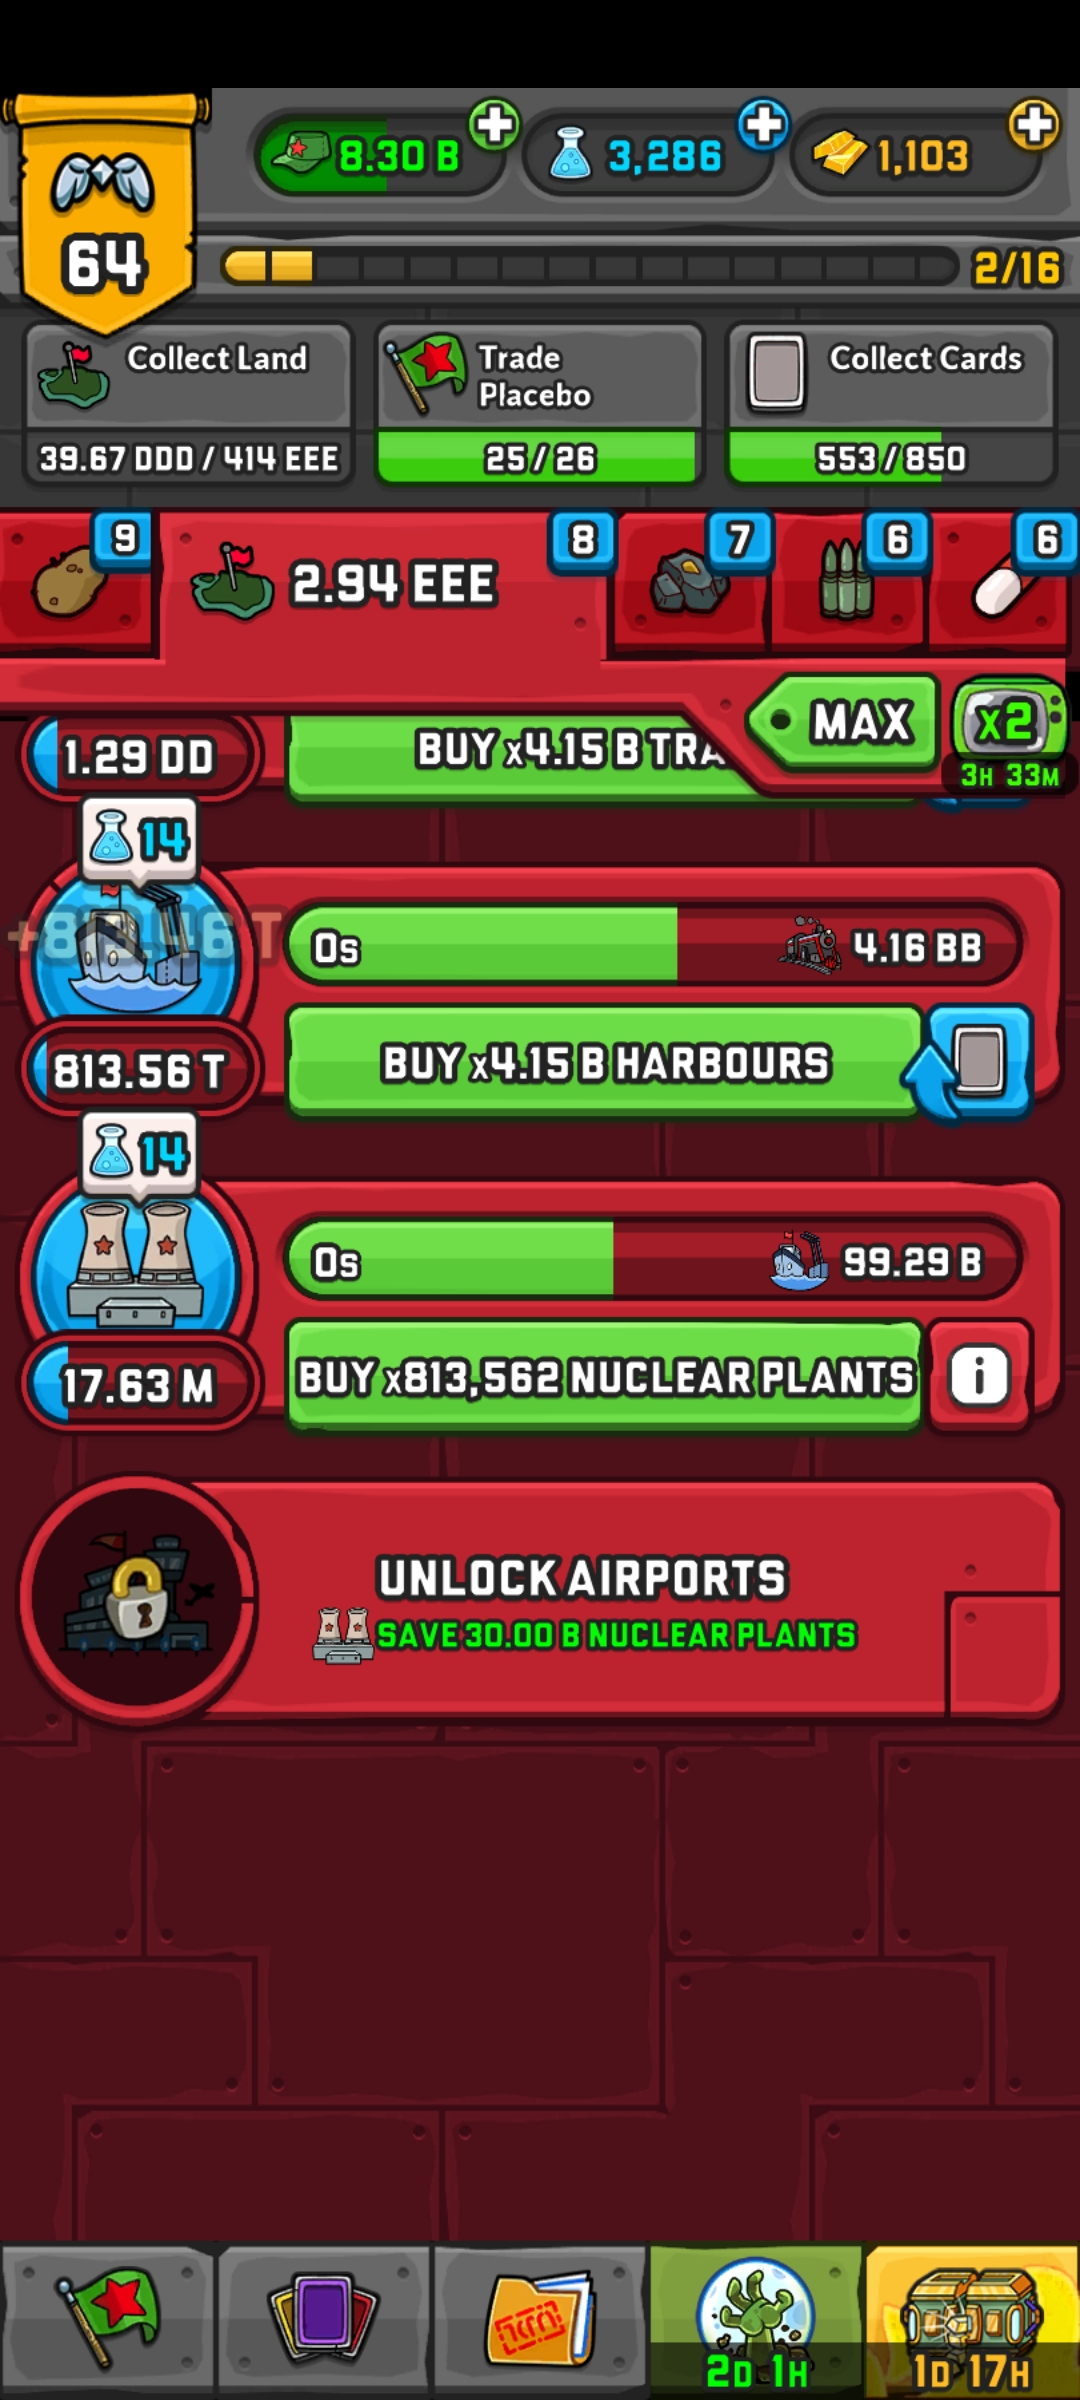 8.30 B
3,286
1,103
64
2/16
Collect Land
39.67 DDD / 414 EEE
Trade
Placebo
25 / 26
Collect Cards
553 / 850
9
2.94 EEE
8
7
6
6
MAX
x2
3H 33M
1.29 DD
BUY x4.15 B TRA
14
0s
4.16 BB
813.56 T
BUY x4.15 B HARBOURS
14
0s
99.29 B
17.63 M
BUY x813,562 NUCLEAR PLANTS
i
UNLOCK AIRPORTS
SAVE 30.00 B NUCLEAR PLANTS
2D 1H
1D 17H